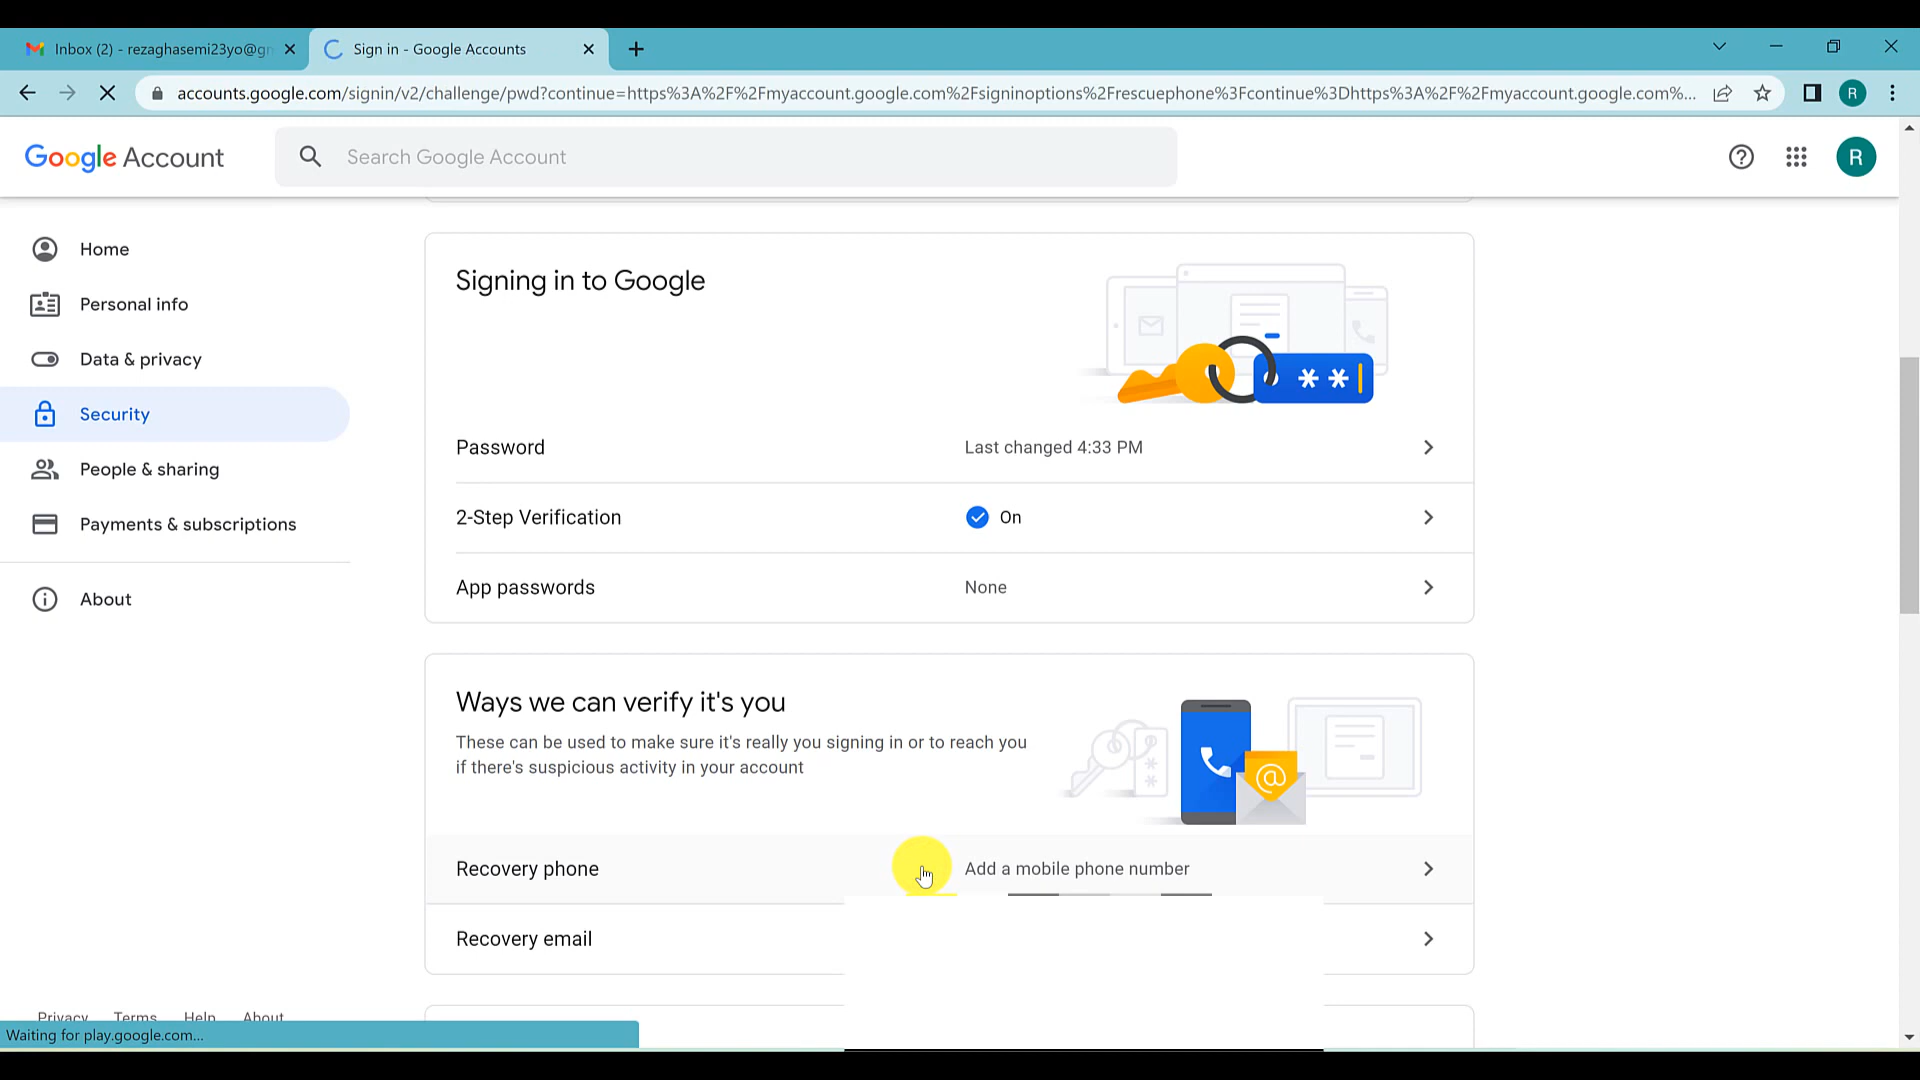 Inbox (2) - rezaghasemi23yo@gm
Sign in - Google Accounts
accounts.google.com/signin/v2/challenge/pwd?continue=https%3A%2F%2Fmyaccount.google.com%2Fsigninoptions%2Frescuephone%3Fcontinue%3Dhttps%3A%2F%2Fmyaccount.google.com%...
R
Google Account
Search Google Account
R
Home
Personal info
Data & privacy
Security
People & sharing
Payments & subscriptions
About
Signing in to Google
Password
Last changed 4:33 PM
2-Step Verification
On
App passwords
None
Ways we can verify it's you
These can be used to make sure it's really you signing in or to reach you
if there's suspicious activity in your account
Recovery phone
Add a mobile phone number
Recovery email
Privacy Terms Help About
Waiting for play.google.com...